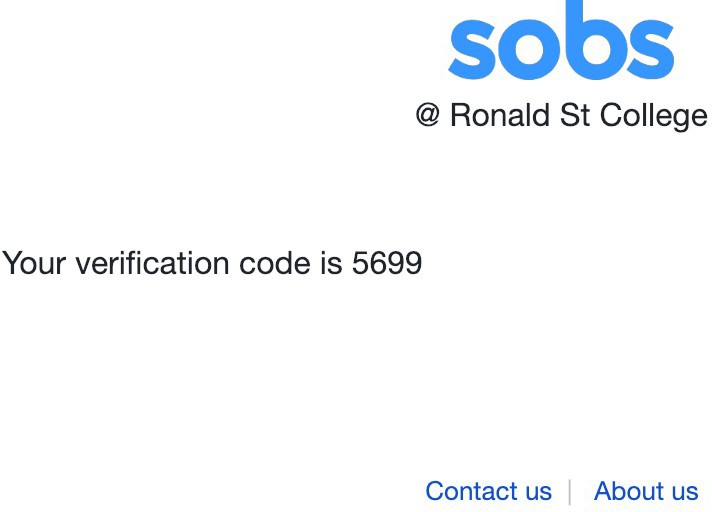 sobs
@ Ronald St College
Your verification code is 5699
Contact us | About us